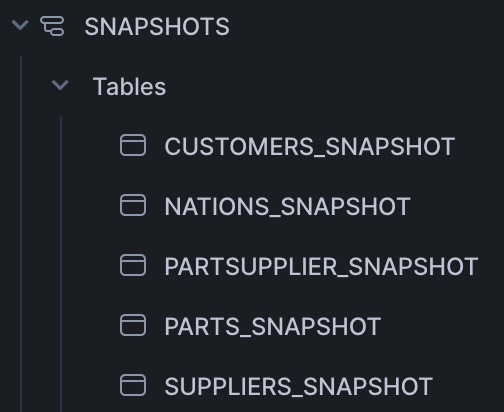 SNAPSHOTS
Tables
CUSTOMERS_SNAPSHOT
NATIONS_SNAPSHOT
PARTSUPPLIER_SNAPSHOT
PARTS_SNAPSHOT
SUPPLIERS_SNAPSHOT